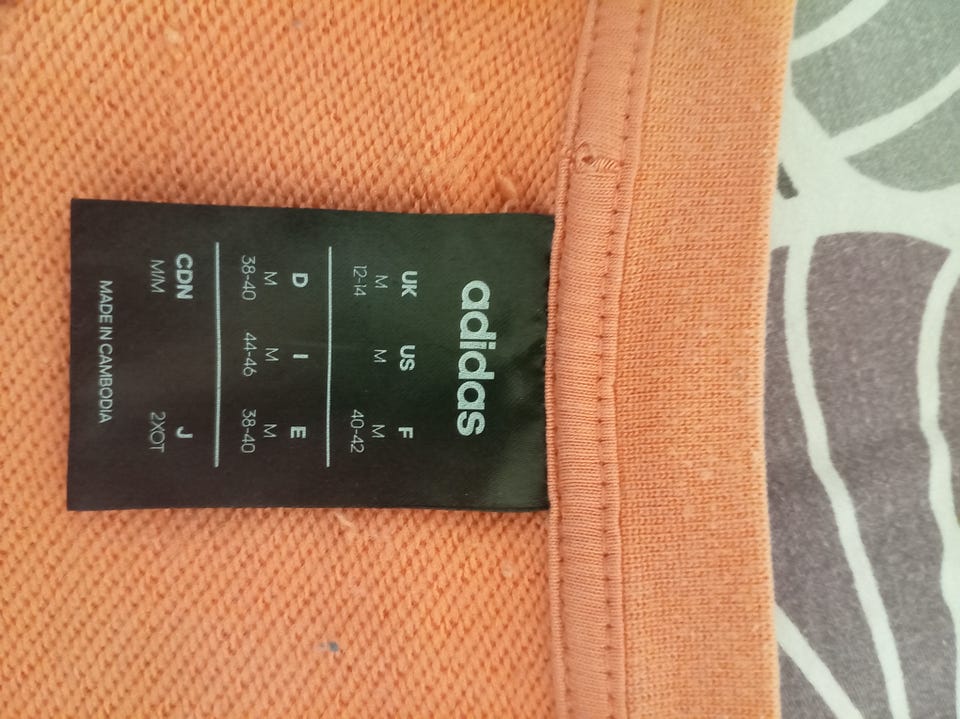 adidas
UK US F
M M M
12-14 40-42
D I E
M M M
38-40 44-46 38-40
CDN J
M/M 2XOT
MADE IN CAMBODIA